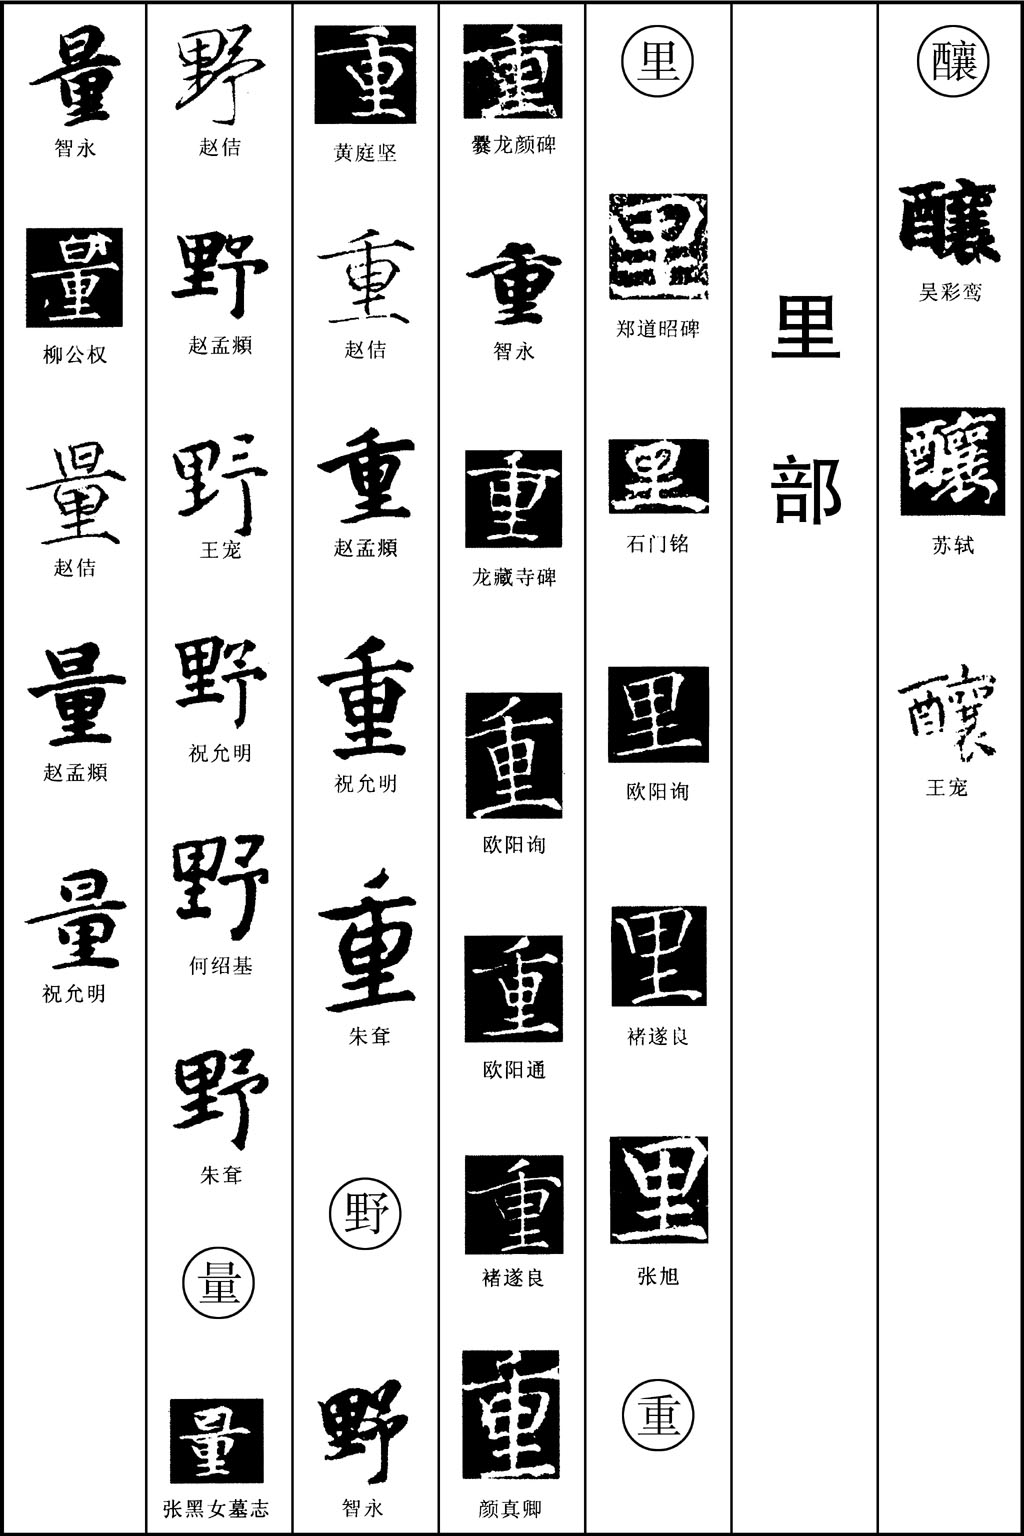 釀
釀
吴彩鸾
釀
苏轼
釀
王宠
里部
里
里
郑道昭碑
里
石门铭
里
欧阳询
里
褚遂良
里
张旭
重
重
爨龙颜碑
重
智永
重
龙藏寺碑
重
欧阳询
重
欧阳通
重
褚遂良
重
颜真卿
重
黄庭坚
重
赵佶
重
赵孟頫
重
祝允明
重
朱耷
野
野
智永
野
赵佶
野
赵孟頫
野
王宠
野
祝允明
野
何绍基
野
朱耷
量
量
张黑女墓志
量
智永
量
柳公权
量
赵佶
量
赵孟頫
量
祝允明